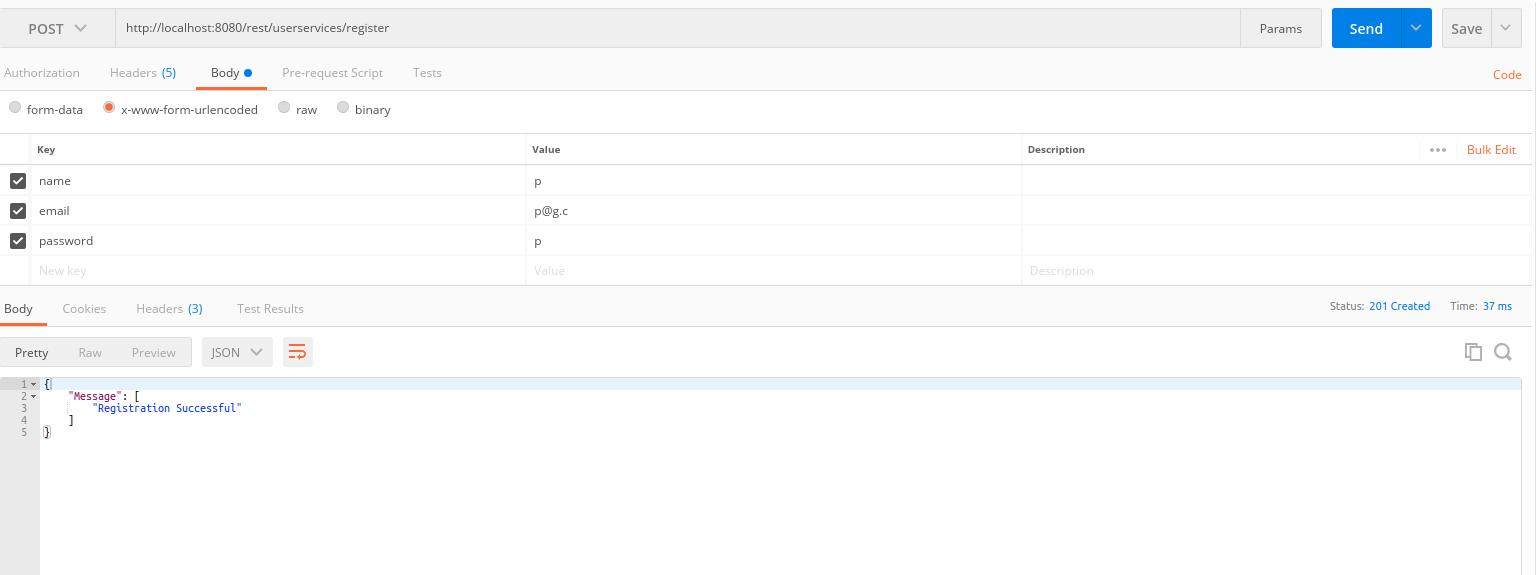 POST http://localhost:8080/rest/userservices/register Params Send Save
Authorization Headers (5) Body Pre-request Script Tests Code
form-data x-www-form-urlencoded raw binary
Key Value Description ••• Bulk Edit
name p
email p@g.c
password p
New key Value Description
Body Cookies Headers (3) Test Results Status: 201 Created Time: 37 ms
Pretty Raw Preview JSON
1 {
2 "Message": [
3 "Registration Successful"
4 ]
5 }